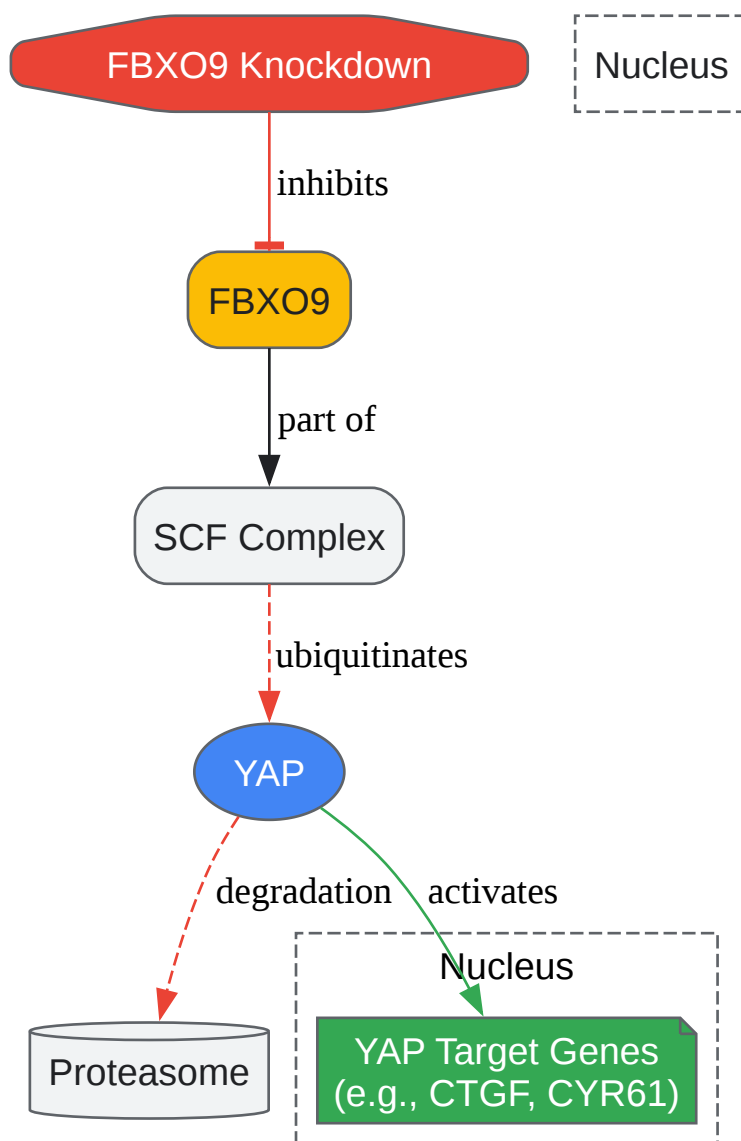 FBXO9 Knockdown
Nucleus
inhibits
FBXO9
part of
SCF Complex
ubiquitinates
YAP
degradation
activates
Nucleus
Proteasome
YAP Target Genes
(e.g., CTGF, CYR61)